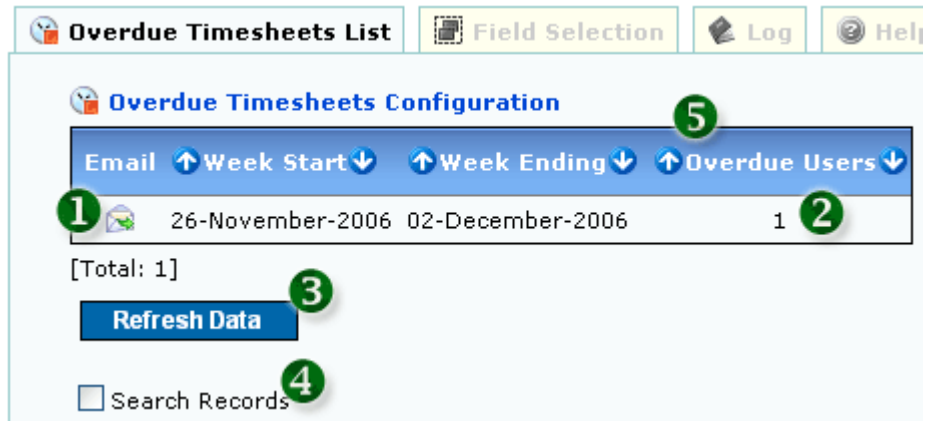 Overdue Timesheets List Field Selection Log Help
Overdue Timesheets Configuration
5
Email Week Start Week Ending Overdue Users
1 26-November-2006 02-December-2006 1 2
[Total: 1]
3
Refresh Data
4
Search Records